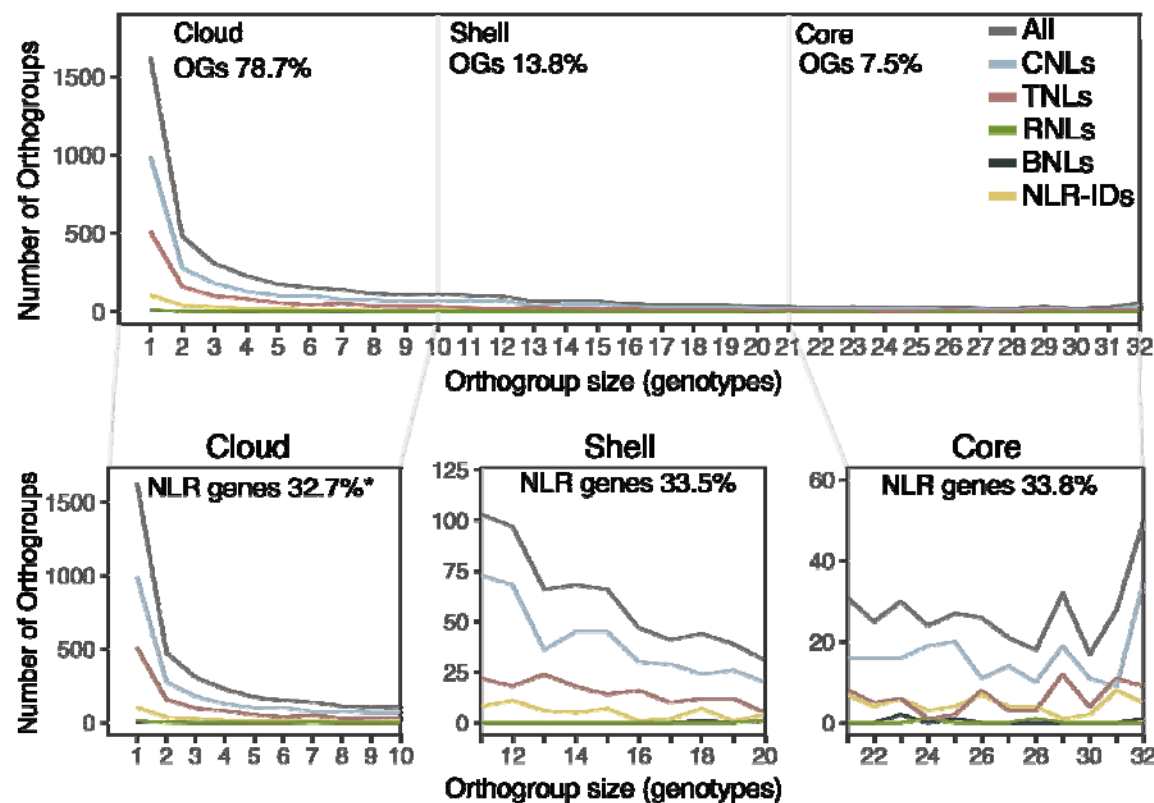 Cloud
OGs 78.7%
Shell
OGs 13.8%
Core
OGs 7.5%
All
CNLs
TNLs
RNLs
BNLs
NLR-IDs
Number of Orthogroups
1500
1000
500
0
1 2 3 4 5 6 7 8 9 10 11 12 13 14 15 16 17 18 19 20 21 22 23 24 25 26 27 28 29 30 31 32
Orthogroup size (genotypes)
Cloud
NLR genes 32.7%*
Number of Orthogroups
1500
1000
500
0
1 2 3 4 5 6 7 8 9 10
Shell
NLR genes 33.5%
125
100
75
50
25
0
12 14 16 18 20
Orthogroup size (genotypes)
Core
NLR genes 33.8%
60
40
20
0
22 24 26 28 30 32